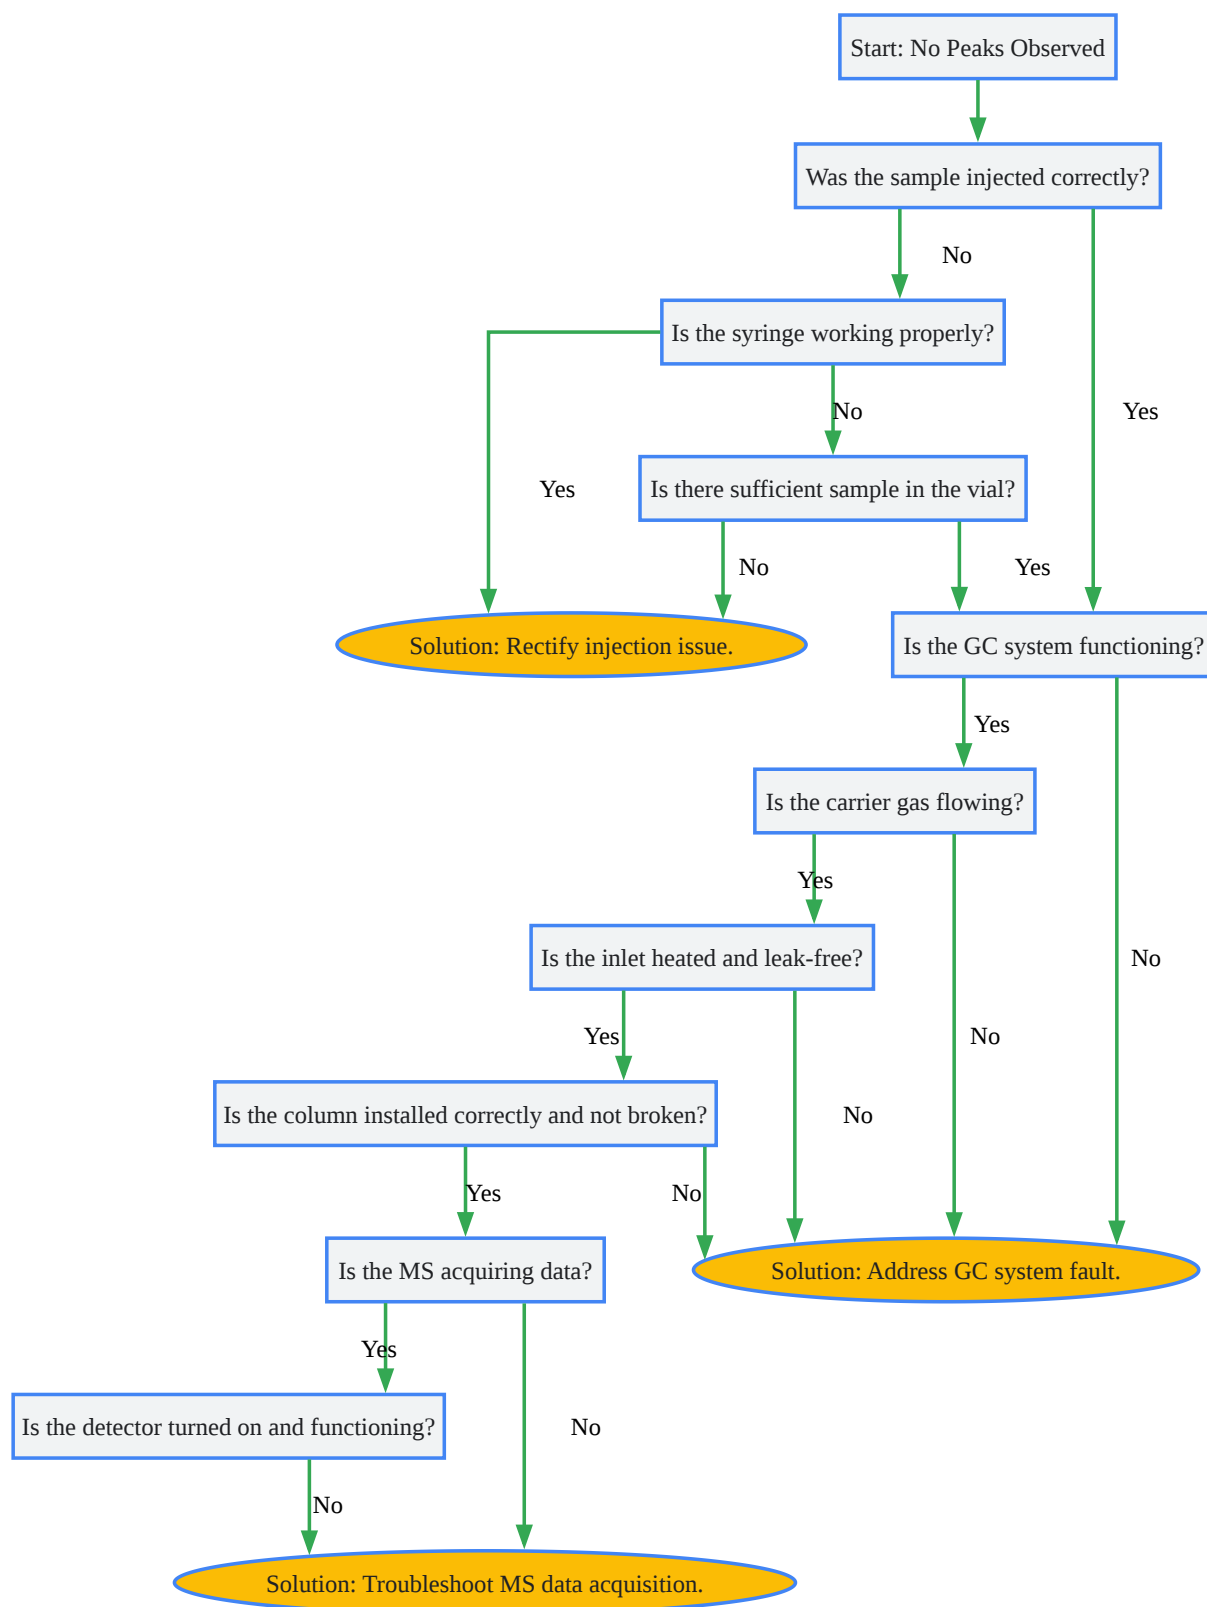 Start: No Peaks Observed
Was the sample injected correctly?
No
Is the syringe working properly?
No
Yes
Yes
Is there sufficient sample in the vial?
No
Yes
Solution: Rectify injection issue.
Is the GC system functioning?
Yes
Is the carrier gas flowing?
Yes
Is the inlet heated and leak-free?
No
Yes
No
Is the column installed correctly and not broken?
No
Yes
No
Is the MS acquiring data?
Solution: Address GC system fault.
Yes
Is the detector turned on and functioning?
No
No
Solution: Troubleshoot MS data acquisition.